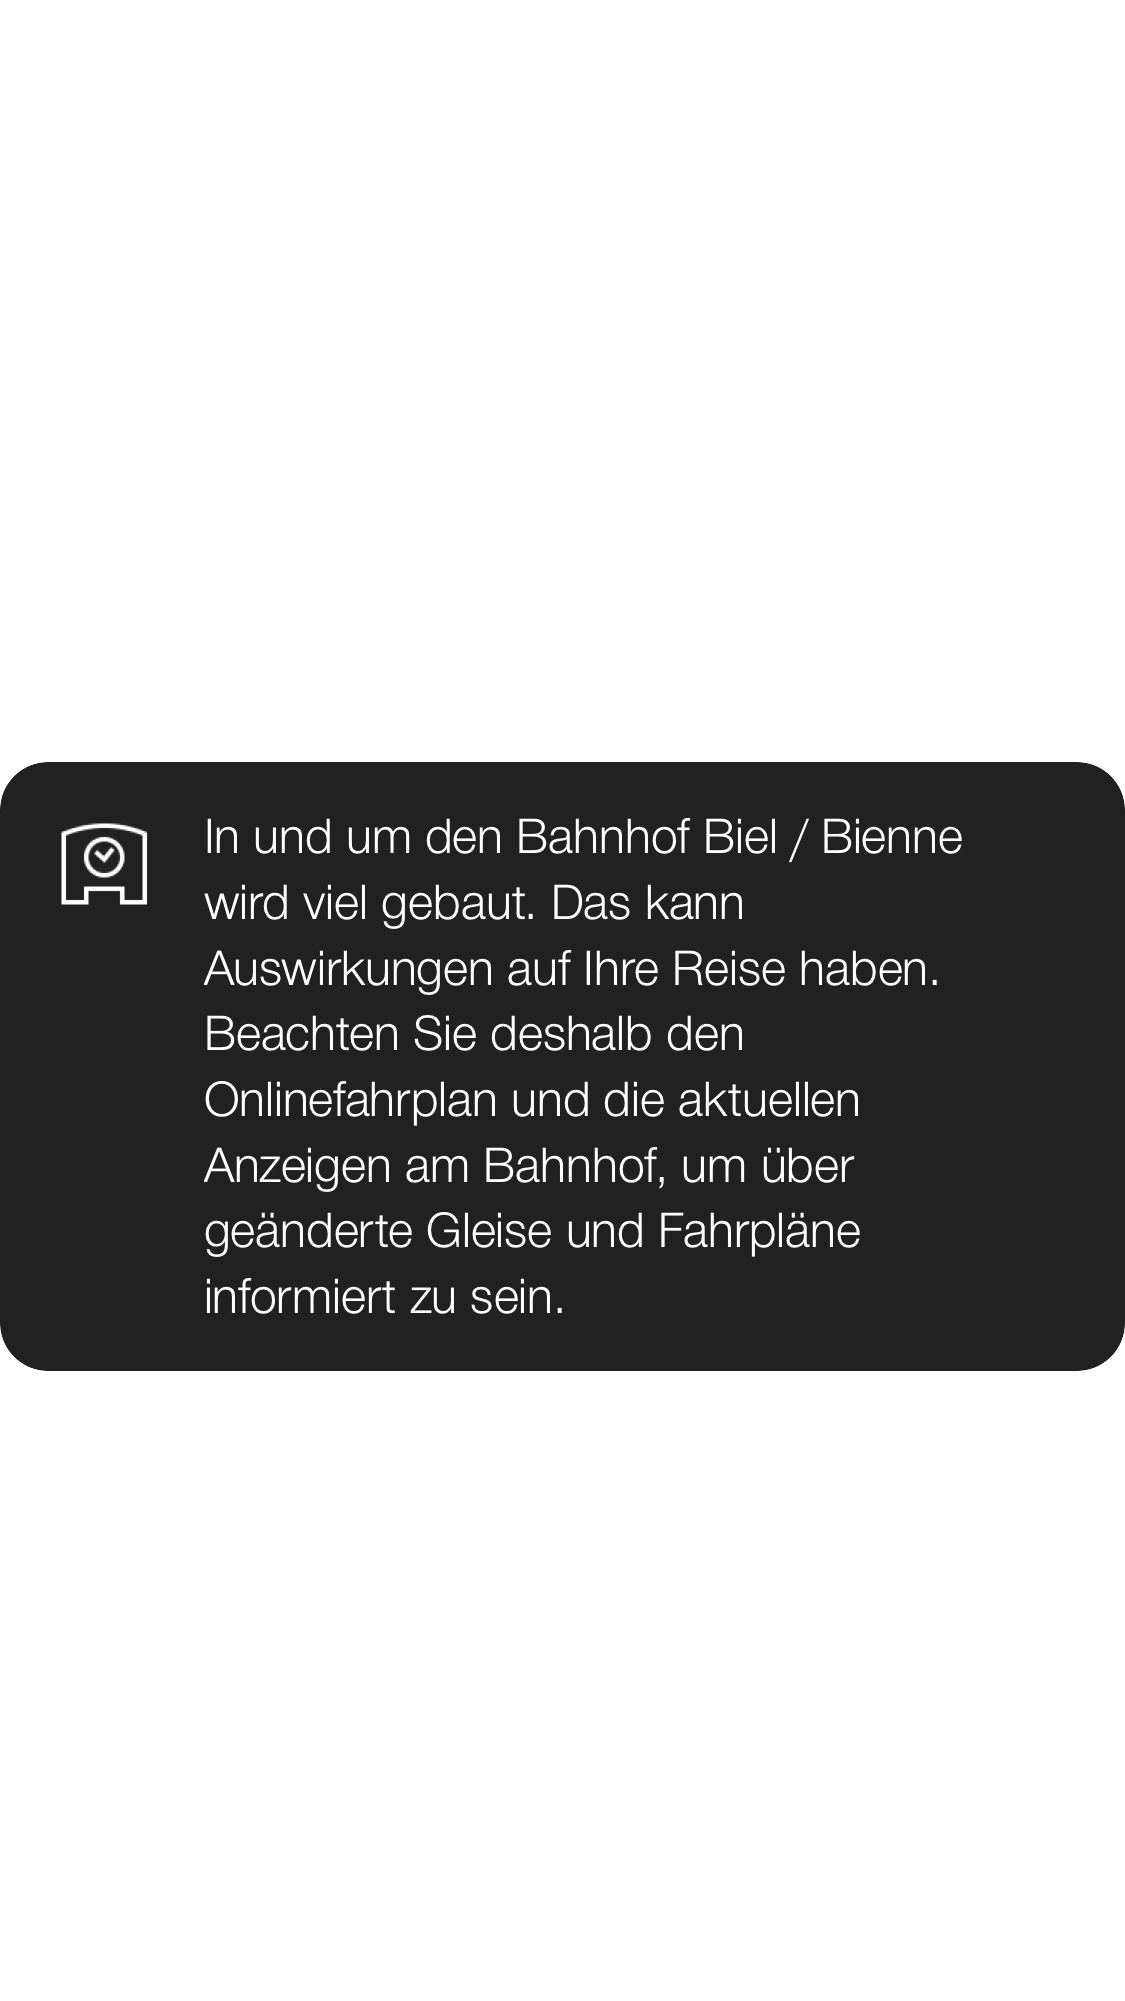 In und um den Bahnhof Biel / Bienne
wird viel gebaut. Das kann
Auswirkungen auf Ihre Reise haben.
Beachten Sie deshalb den
Onlinefahrplan und die aktuellen
Anzeigen am Bahnhof, um über
geänderte Gleise und Fahrpläne
informiert zu sein.